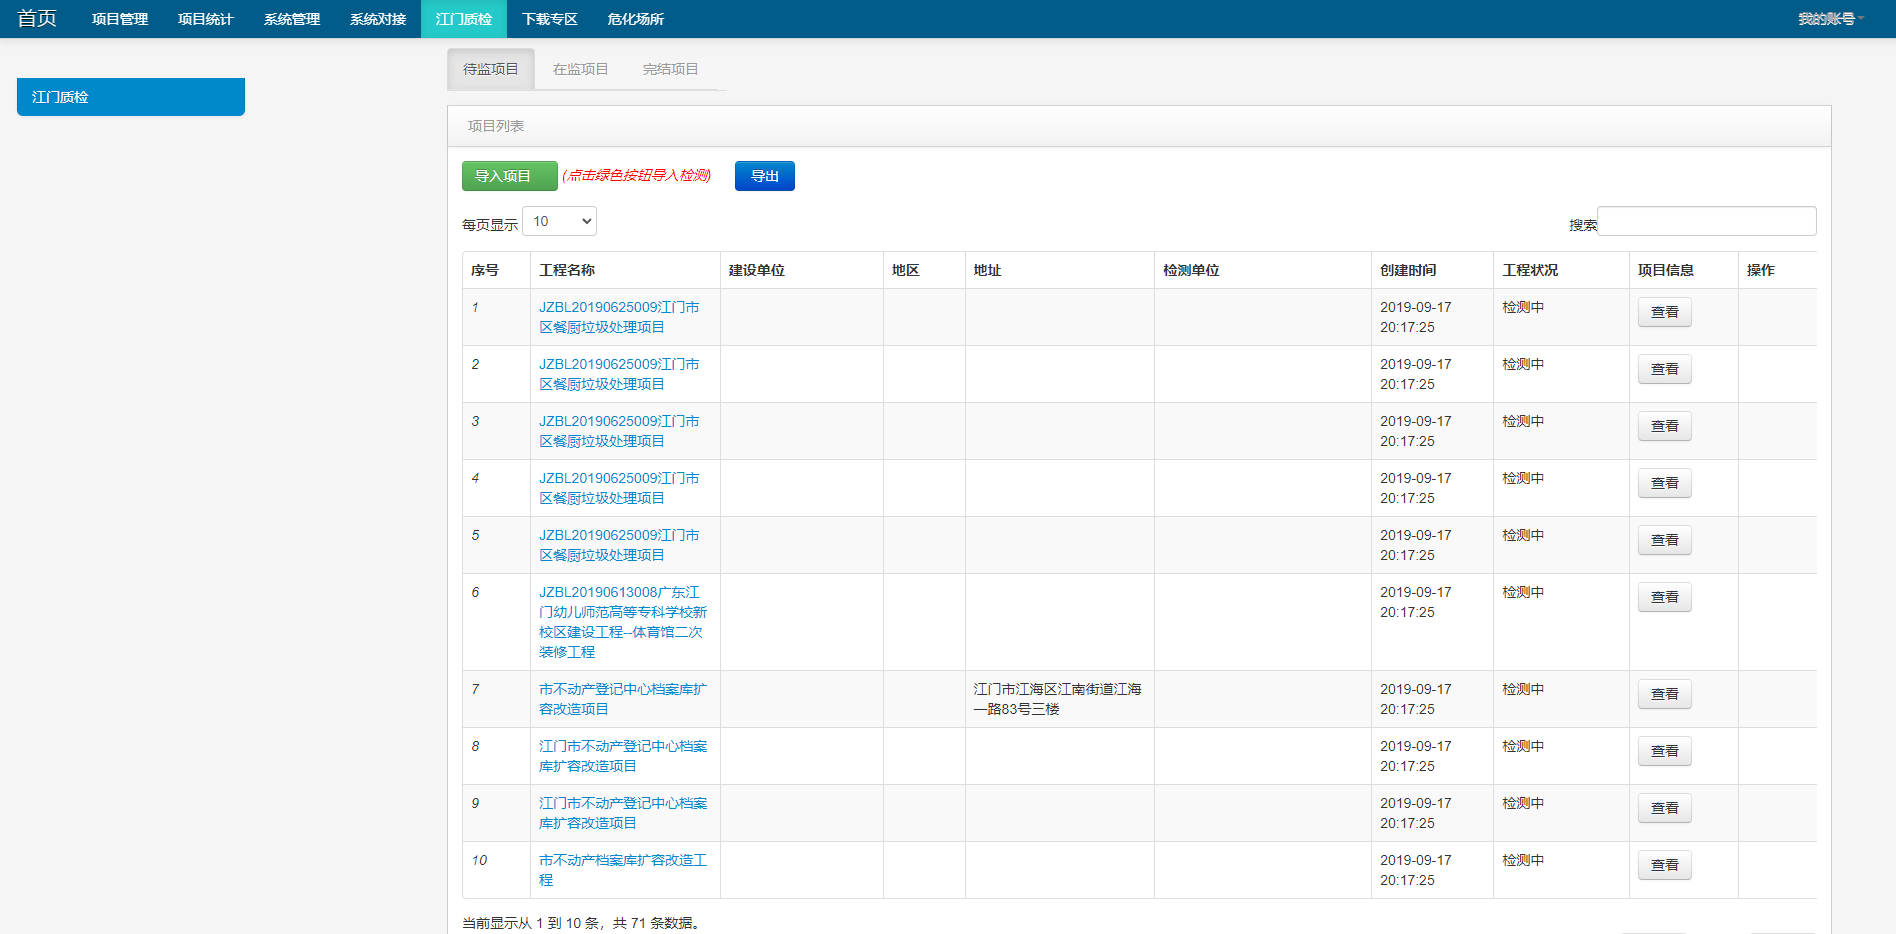 首页 项目管理 项目统计 系统管理 系统对接 江门质检 下载专区 危化场所 我的账号
江门质检
待监项目 在监项目 完结项目
项目列表
导入项目 (点击绿色按钮导入检测) 导出
每页显示 10 搜索
序号 工程名称 建设单位 地区 地址 检测单位 创建时间 工程状况 项目信息 操作
1 JZBL20190625009江门市 2019-09-17 检测中 查看
区餐厨垃圾处理项目 20:17:25
2 JZBL20190625009江门市 2019-09-17 检测中 查看
区餐厨垃圾处理项目 20:17:25
3 JZBL20190625009江门市 2019-09-17 检测中 查看
区餐厨垃圾处理项目 20:17:25
4 JZBL20190625009江门市 2019-09-17 检测中 查看
区餐厨垃圾处理项目 20:17:25
5 JZBL20190625009江门市 2019-09-17 检测中 查看
区餐厨垃圾处理项目 20:17:25
6 JZBL20190613008广东江 2019-09-17 检测中 查看
门幼儿师范高等专科学校新 20:17:25
校区建设工程--体育馆二次
装修工程
7 市不动产登记中心档案库扩 江门市江海区江南街道江海 2019-09-17 检测中 查看
容改造项目 一路83号三楼 20:17:25
8 江门市不动产登记中心档案 2019-09-17 检测中 查看
库扩容改造项目 20:17:25
9 江门市不动产登记中心档案 2019-09-17 检测中 查看
库扩容改造项目 20:17:25
10 市不动产档案库扩容改造工 2019-09-17 检测中 查看
程 20:17:25
当前显示从 1 到 10 条，共 71 条数据。